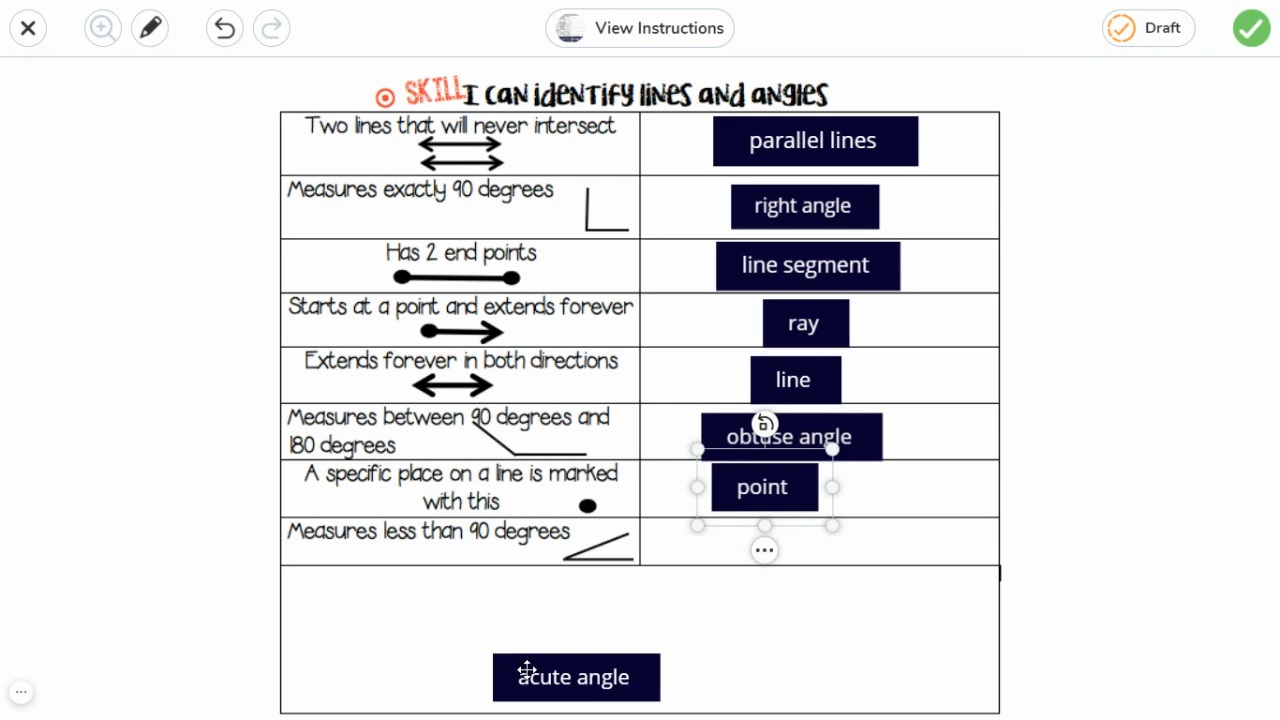 View Instructions
Draft
SKILL I can identify lines and angles
Two lines that will never intersect
parallel lines
Measures exactly 90 degrees
right angle
Has 2 end points
line segment
Starts at a point and extends forever
ray
Extends forever in both directions
line
Measures between 90 degrees and
180 degrees
obtuse angle
A specific place on a line is marked
with this
point
Measures less than 90 degrees
acute angle